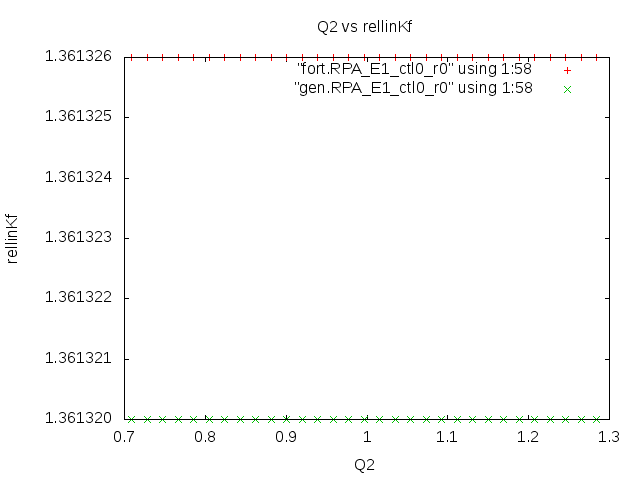 Q2 vs rellinKf
1.361326
"fort.RPA_E1_ctl0_r0" using 1:58
"gen.RPA_E1_ctl0_r0" using 1:58
1.361325
1.361324
1.361323
rellinKf
1.361322
1.361321
1.361320
0.7 0.8 0.9 1 1.1 1.2 1.3
Q2